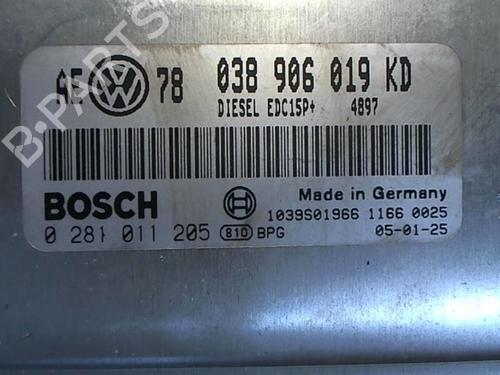 AE 78 038 906 019 KD
DIESEL EDC15P+ 4897
BOSCH
Made in Germany
1039S01966 1166 0025
0 281 011 205 810 BPG 05-01-25
B-PARTS